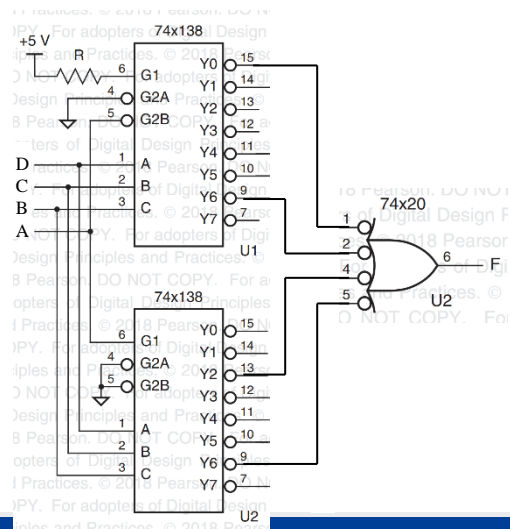 74x138
+5 V
R
6 G1
4 G2A
5 G2B
D 1 A
C 2 B
B 3 C
A
Y0 15
Y1 14
Y2 13
Y3 12
Y4 11
Y5 10
Y6 9
Y7 7
U1
74x20
1
2
4
5
6 F
U2
74x138
6 G1
4 G2A
5 G2B
1 A
2 B
3 C
Y0 15
Y1 14
Y2 13
Y3 12
Y4 11
Y5 10
Y6 9
Y7 7
U2